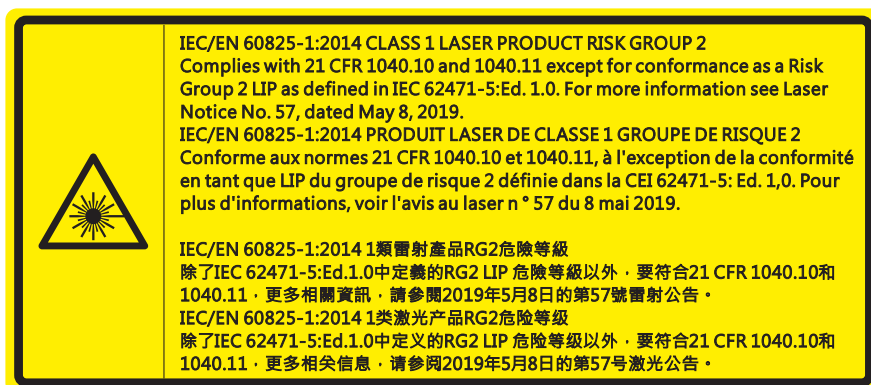 IEC/EN 60825-1:2014 CLASS 1 LASER PRODUCT RISK GROUP 2
Complies with 21 CFR 1040.10 and 1040.11 except for conformance as a Risk
Group 2 LIP as defined in IEC 62471-5:Ed. 1.0. For more information see Laser
Notice No. 57, dated May 8, 2019.
IEC/EN 60825-1:2014 PRODUIT LASER DE CLASSE 1 GROUPE DE RISQUE 2
Conforme aux normes 21 CFR 1040.10 et 1040.11, à l'exception de la conformité
en tant que LIP du groupe de risque 2 définie dans la CEI 62471-5: Ed. 1,0. Pour
plus d'informations, voir l'avis au laser n ° 57 du 8 mai 2019.
IEC/EN 60825-1:2014 1類雷射產品RG2危險等級
除了IEC 62471-5:Ed.1.0中定義的RG2 LIP 危險等級以外，要符合21 CFR 1040.10和
1040.11，更多相關資訊，請參閱2019年5月8日的第57號雷射公告。
IEC/EN 60825-1:2014 1类激光产品RG2危险等级
除了IEC 62471-5:Ed.1.0中定义的RG2 LIP 危险等级以外，要符合21 CFR 1040.10和
1040.11，更多相关信息，请参阅2019年5月8日的第57号激光公告。